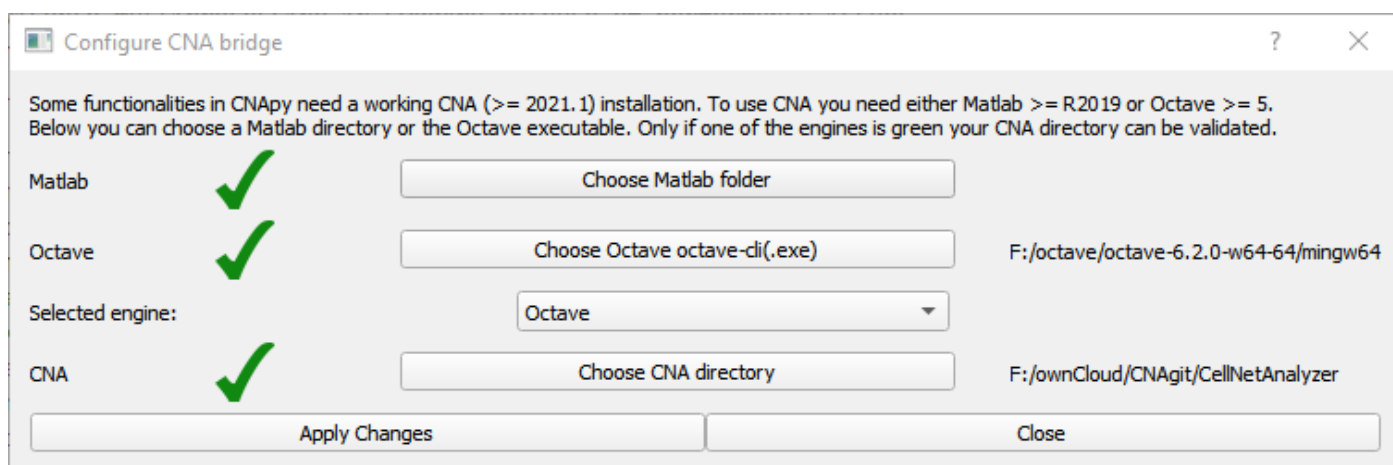 Configure CNA bridge
Some functionalities in CNApy need a working CNA (>= 2021.1) installation. To use CNA you need either Matlab >= R2019 or Octave >= 5.
Below you can choose a Matlab directory or the Octave executable. Only if one of the engines is green your CNA directory can be validated.
Matlab Choose Matlab folder
Octave Choose Octave octave-cli(.exe) F:/octave/octave-6.2.0-w64-64/mingw64
Selected engine: Octave
CNA Choose CNA directory F:/ownCloud/CNAgit/CellNetAnalyzer
Apply Changes Close